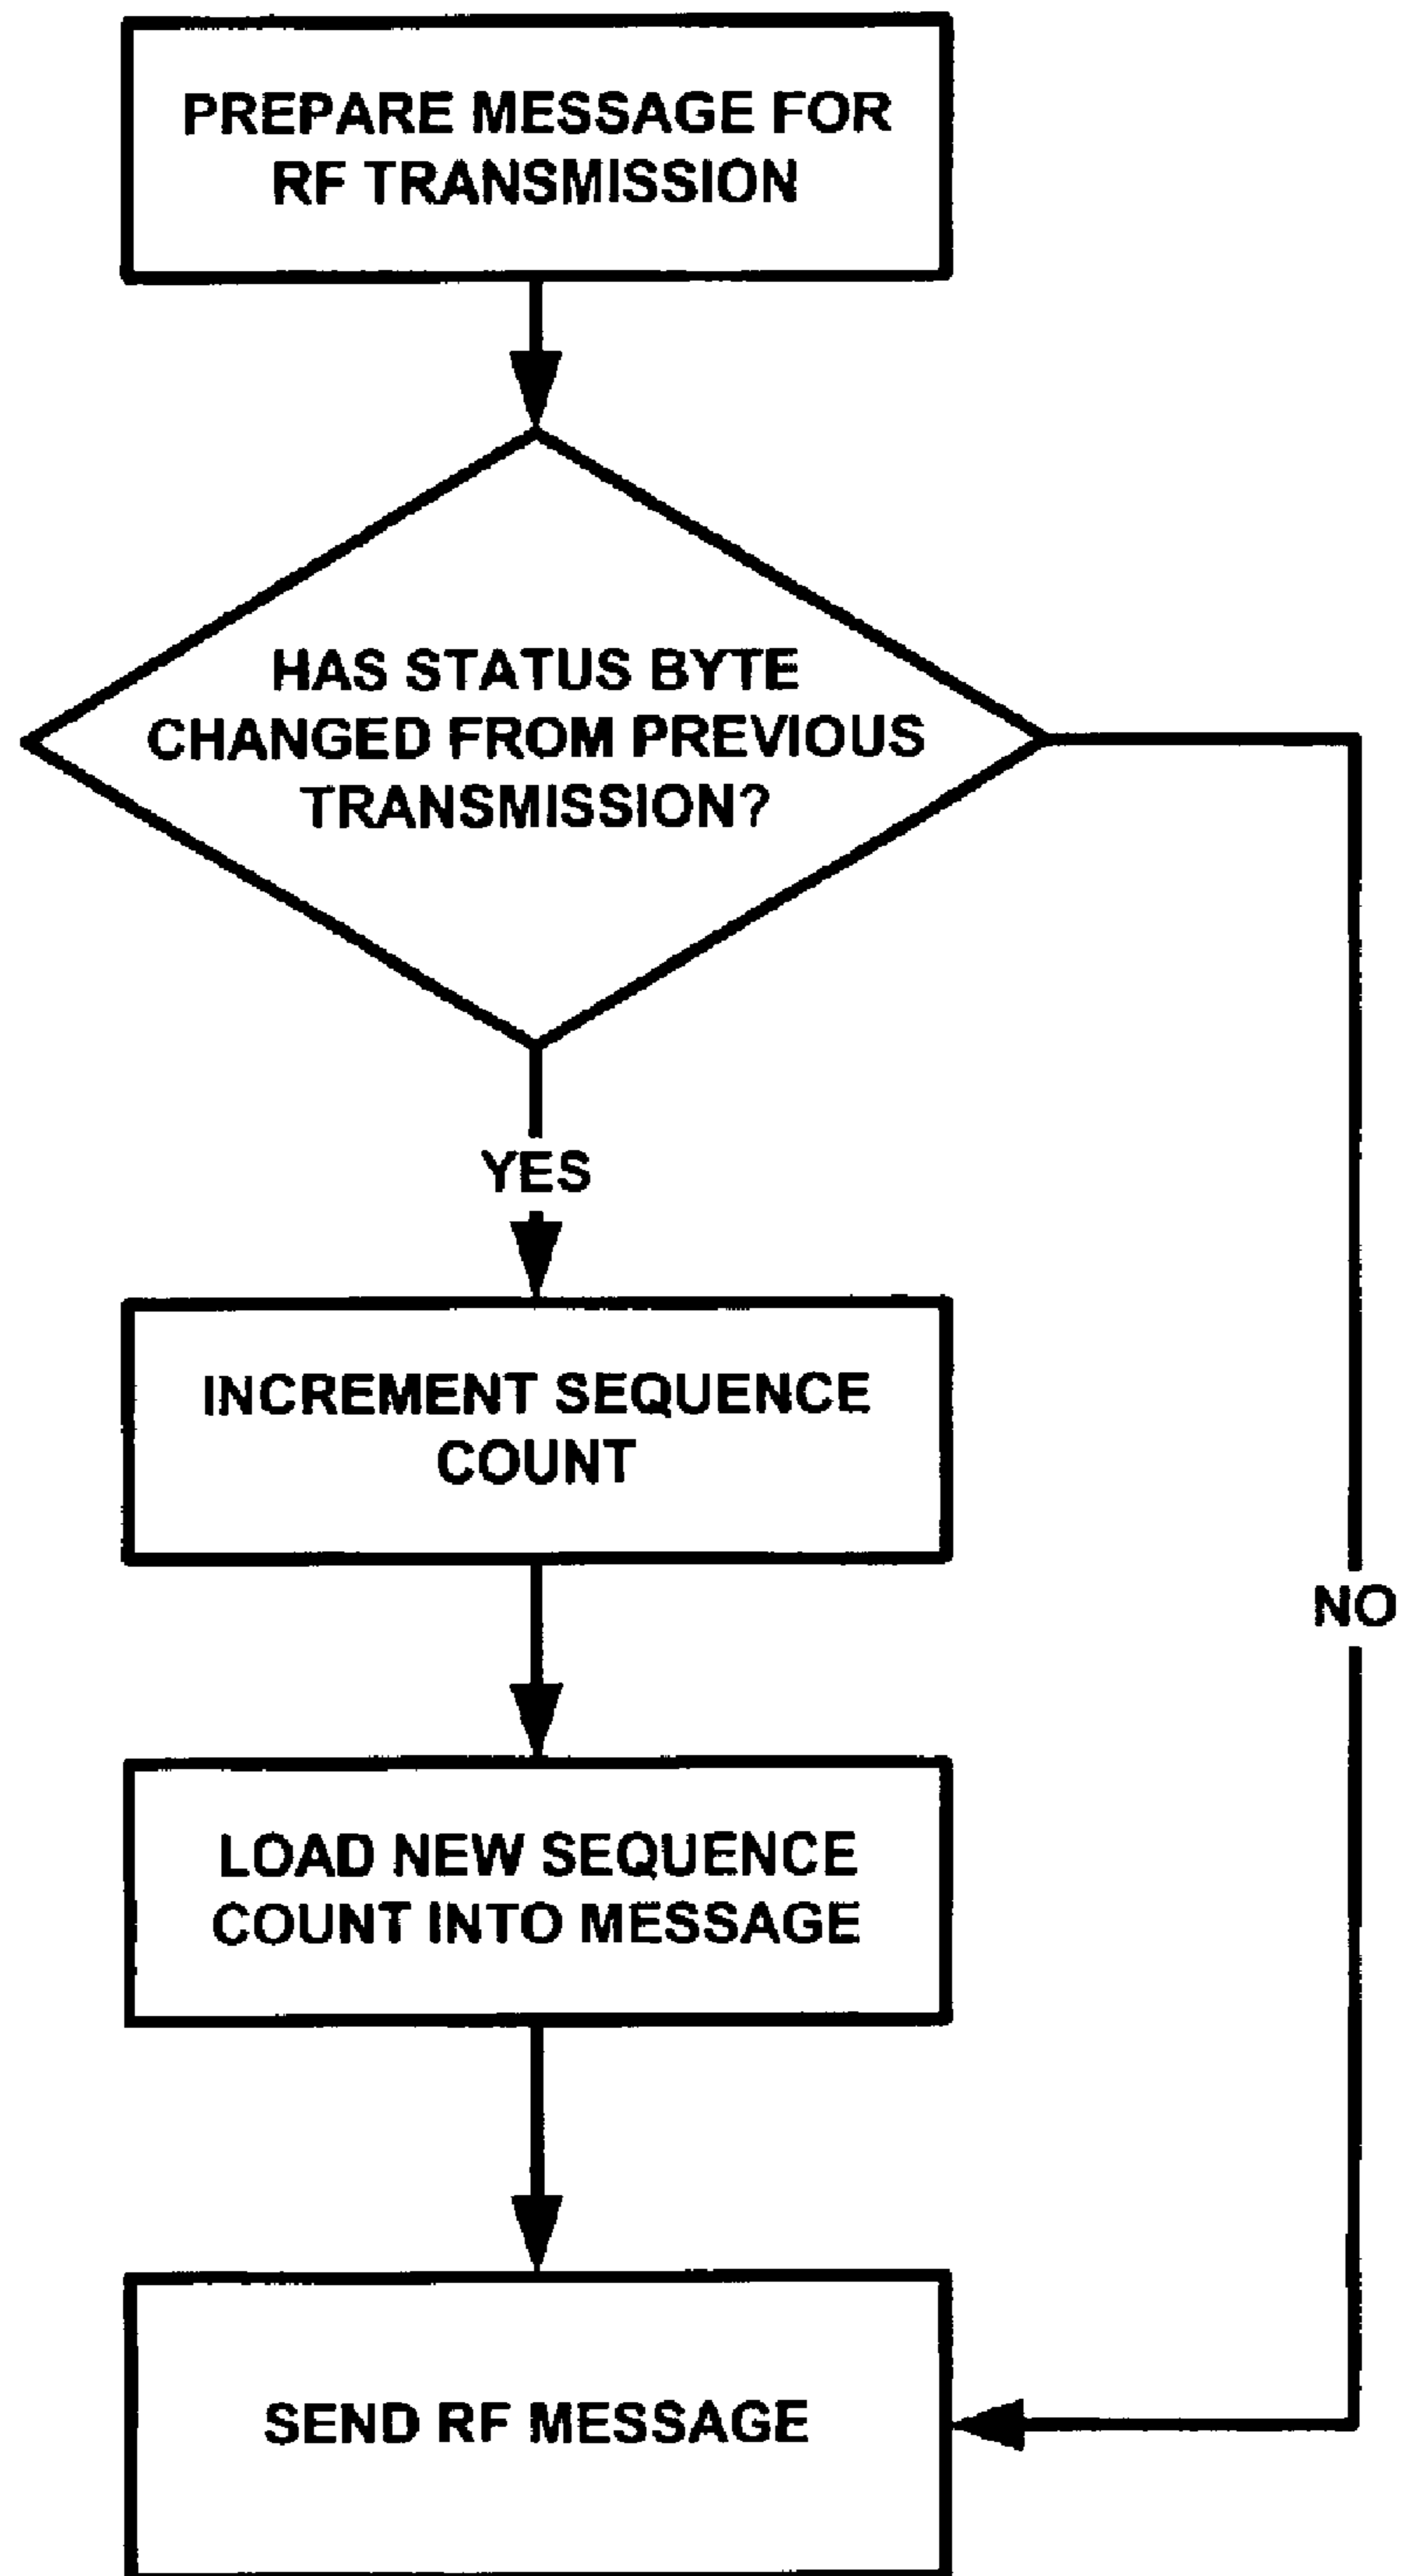 PREPARE MESSAGE FOR
RF TRANSMISSION
HAS STATUS BYTE
CHANGED FROM PREVIOUS
TRANSMISSION?
YES
INCREMENT SEQUENCE
COUNT
NO
LOAD NEW SEQUENCE
COUNT INTO MESSAGE
SEND RF MESSAGE